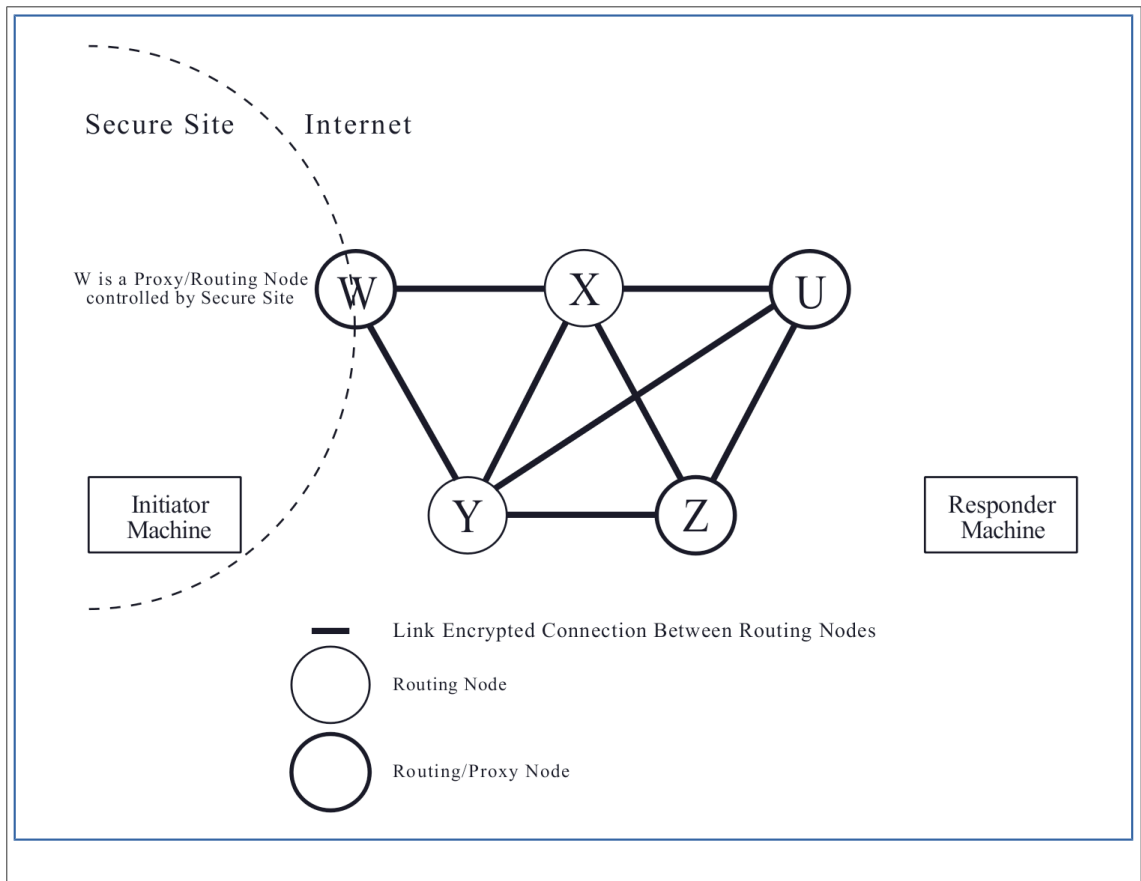 Secure Site
Internet
W is a Proxy/Routing Node
controlled by Secure Site
W
X
U
Y
Z
Initiator
Machine
Responder
Machine
Link Encrypted Connection Between Routing Nodes
Routing Node
Routing/Proxy Node